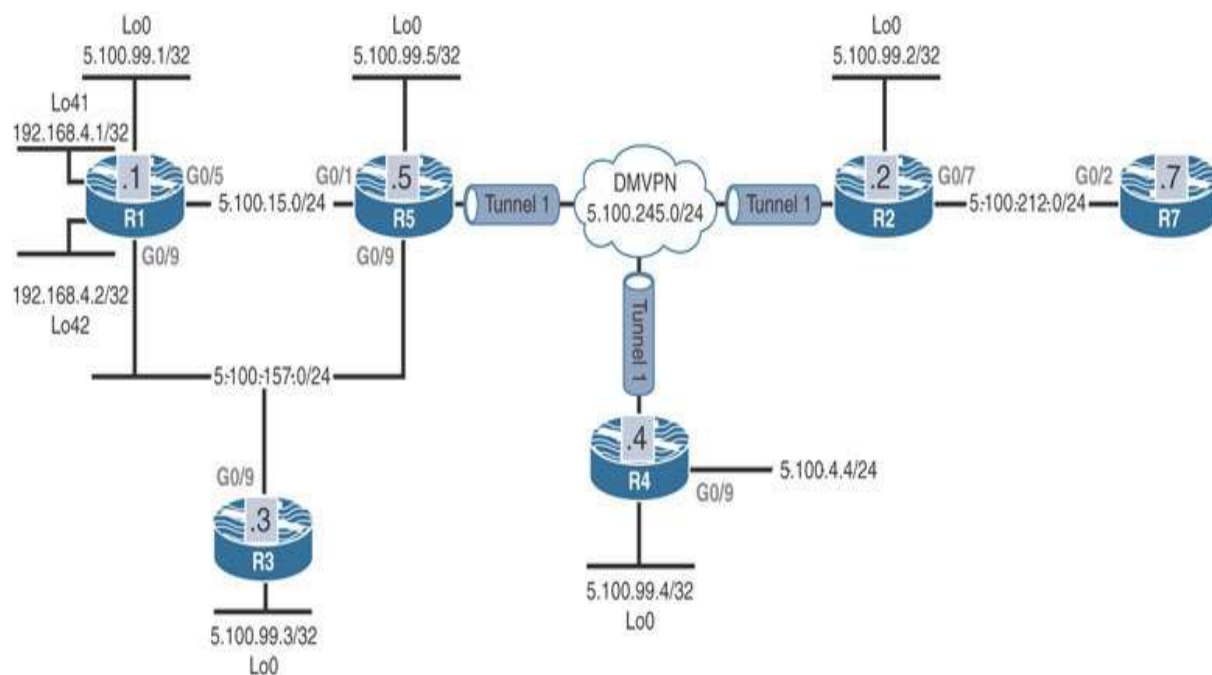 Lo0
5.100.99.1/32
Lo0
5.100.99.5/32
Lo0
5.100.99.2/32
Lo41
192.168.4.1/32
.1
R1
G0/5
5.100.15.0/24
G0/1
.5
R5
Tunnel 1
DMVPN
5.100.245.0/24
Tunnel 1
.2
R2
G0/7
5.100.212.0/24
G0/2
.7
R7
G0/9
G0/9
192.168.4.2/32
Lo42
Tunnel 1
5.100.157.0/24
.4
R4
G0/9
5.100.4.4/24
G0/9
.3
R3
5.100.99.4/32
Lo0
5.100.99.3/32
Lo0